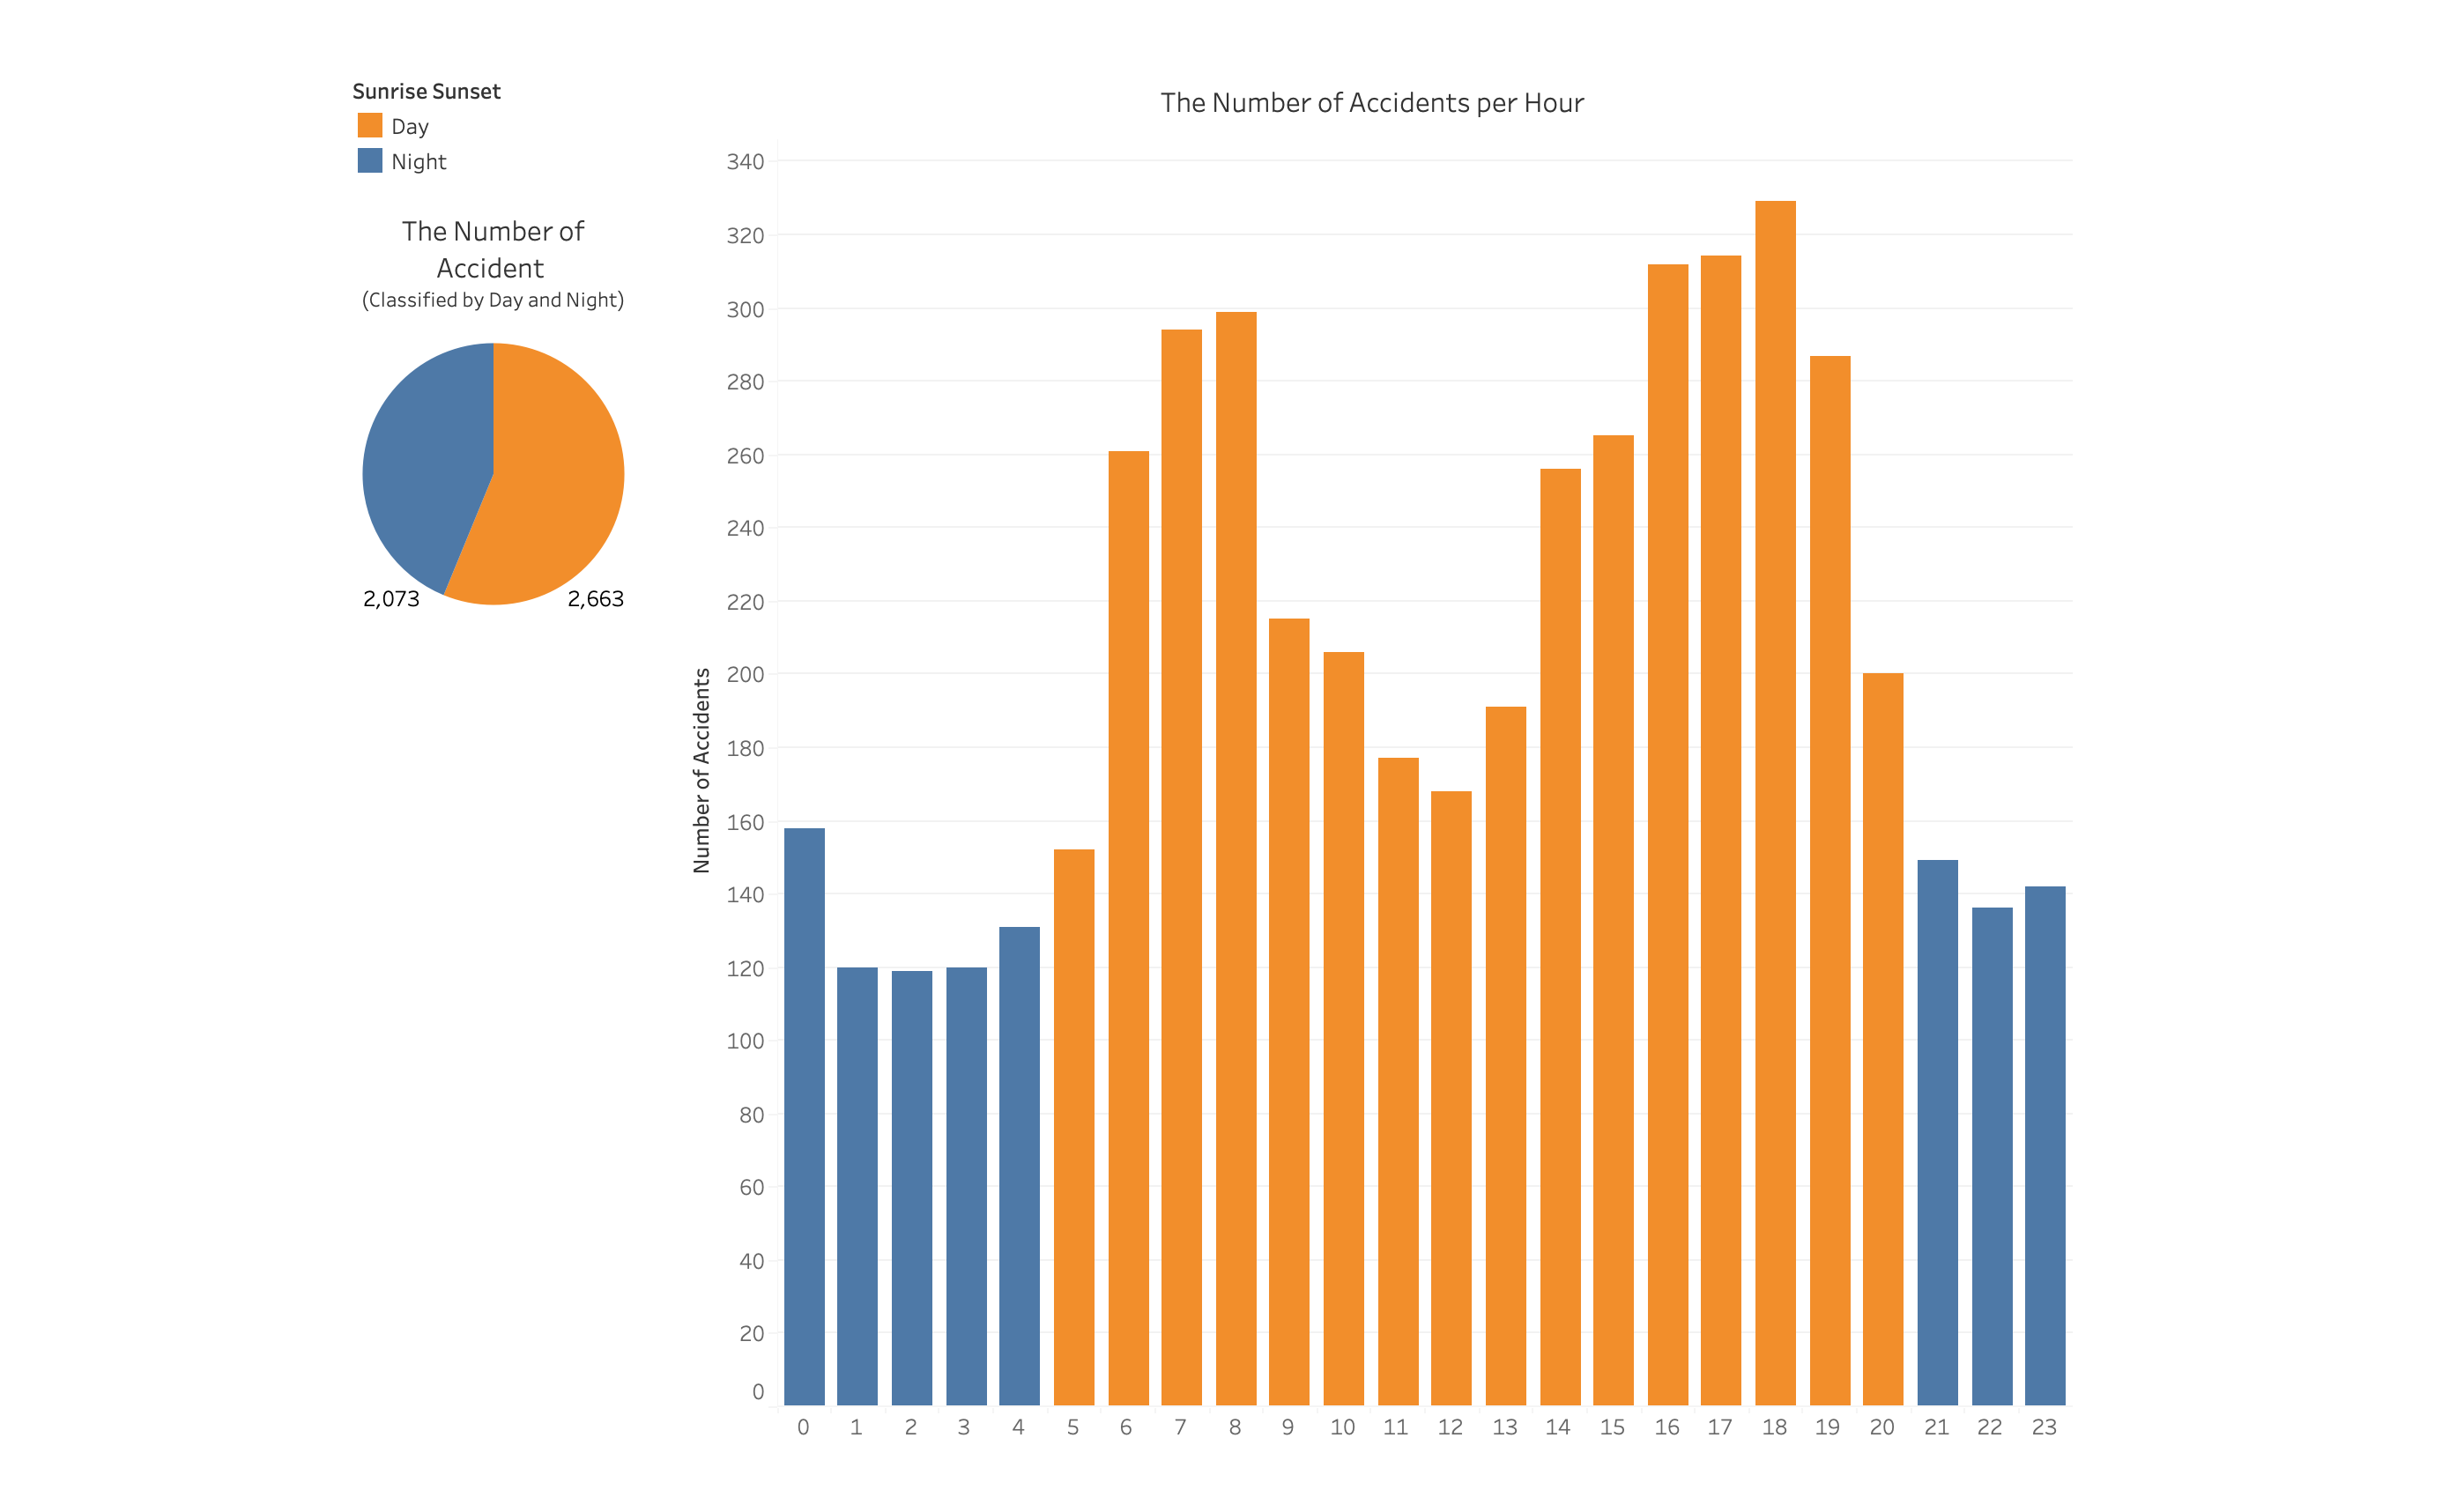 Sunrise Sunset
Day
Night
The Number of
Accident
(Classified by Day and Night)
2,073
2,663
The Number of Accidents per Hour
Number of Accidents
340
320
300
280
260
240
220
200
180
160
140
120
100
80
60
40
20
0
0 1 2 3 4 5 6 7 8 9 10 11 12 13 14 15 16 17 18 19 20 21 22 23